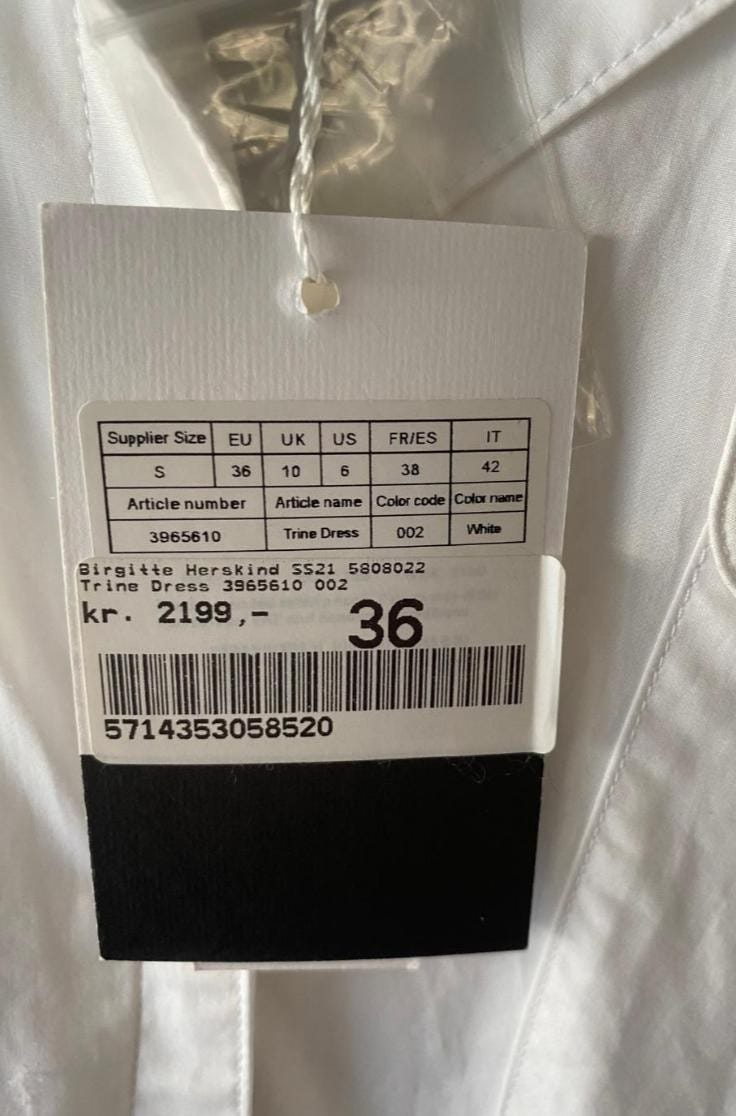 Supplier Size EU UK US FR/ES IT
S 36 10 6 38 42
Article number Article name Color code Color name
3965610 Trine Dress 002 White
Birgitte Herskind SS21 5808022
Trine Dress 3965610 002
kr. 2199,- 36
5714353058520